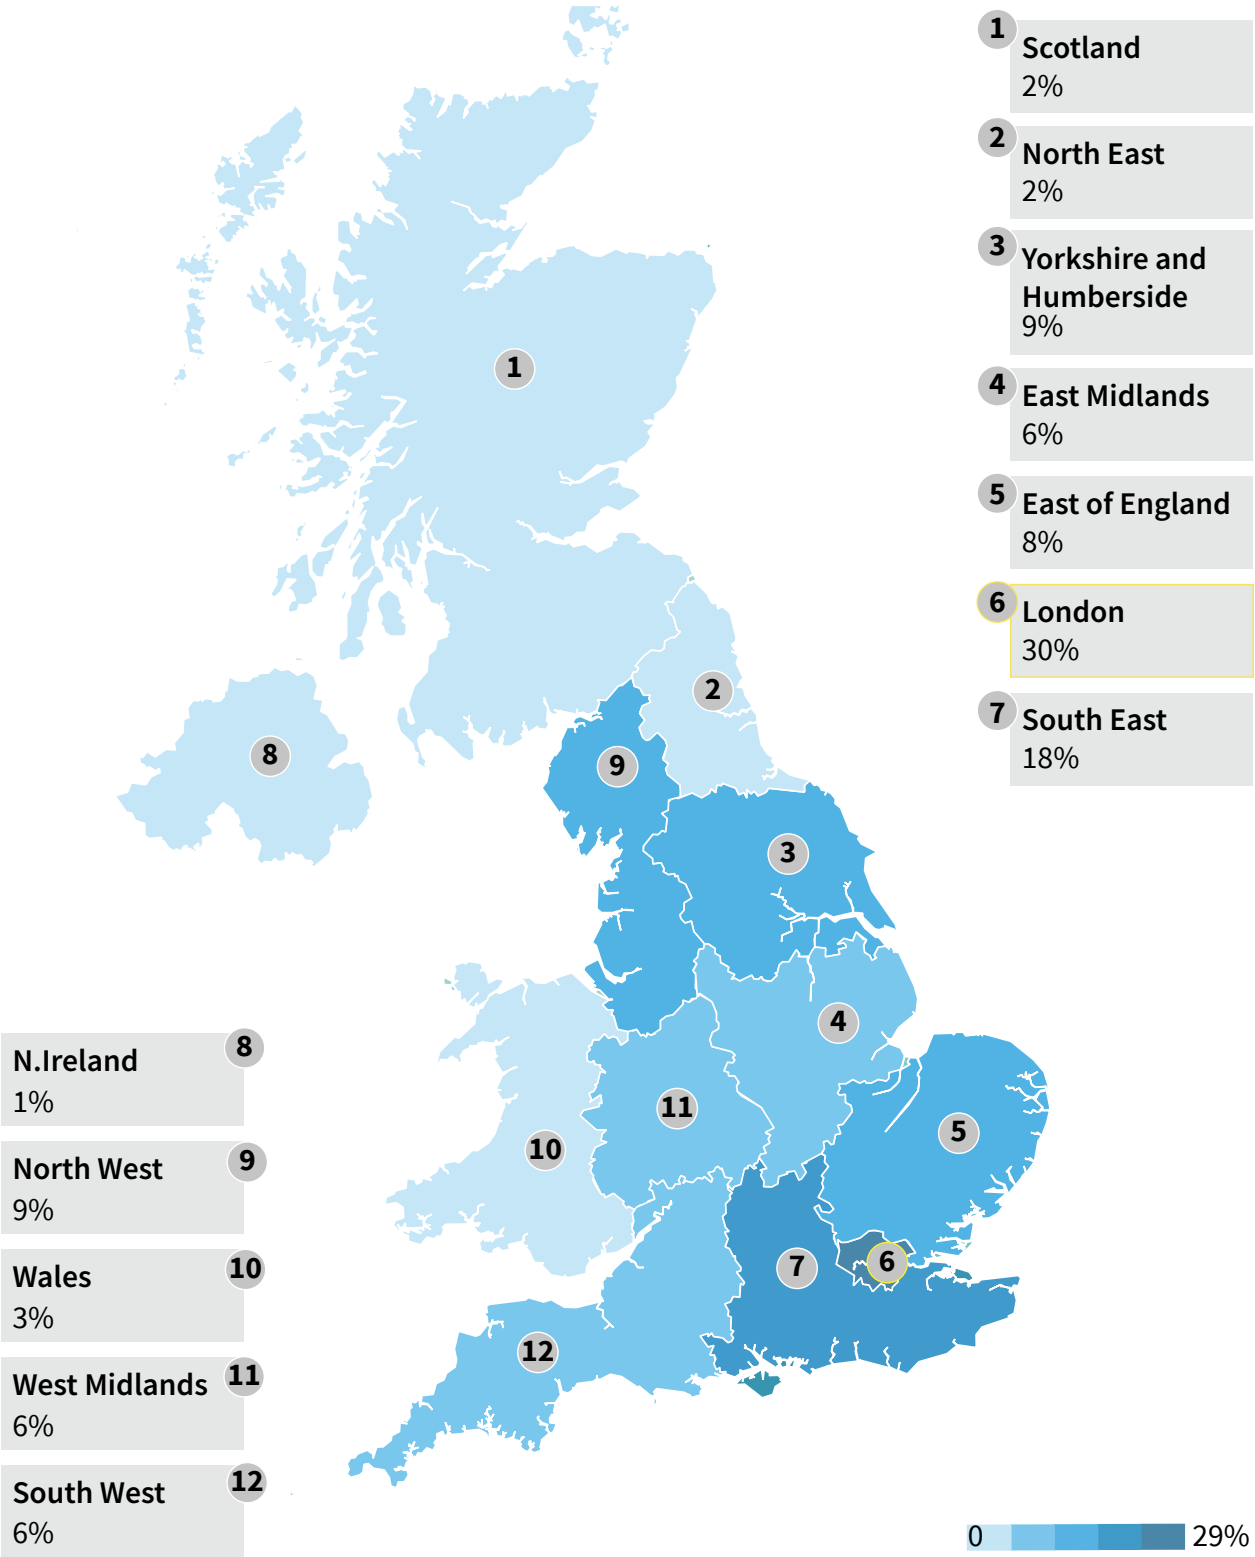 1
Scotland
2%
2
North East
2%
3
Yorkshire and
Humberside
9%
4
East Midlands
6%
5
East of England
8%
6
London
30%
7
South East
18%
1
2
8
9
3
4
11
5
10
7
6
12
8
N.Ireland
1%
9
North West
9%
10
Wales
3%
11
West Midlands
6%
12
South West
6%
0 29%